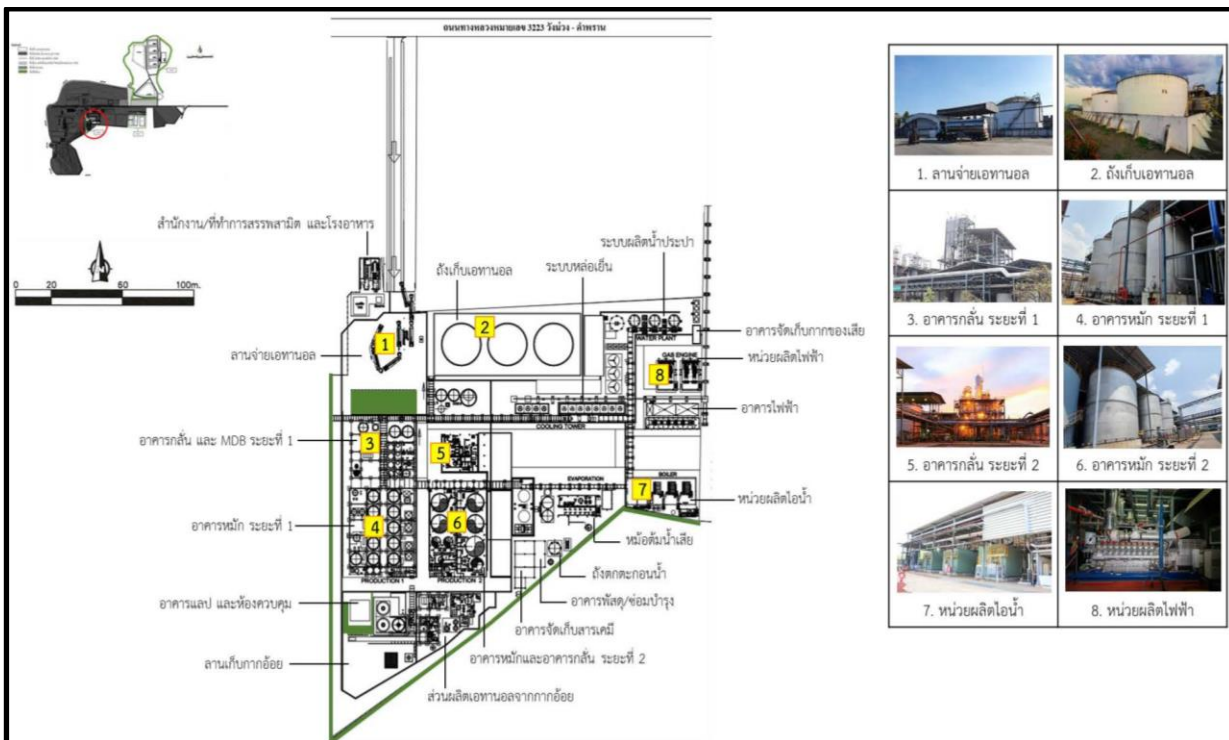 ถนนทางหลวงหมายเลข 3223 วังม่วง - คำพราน
สำนักงาน/ที่ทำการสรรพสามิต และโรงอาหาร
0 20 40 60 80 100m.
ระบบผลิตน้ำประปา
ถังเก็บเอทานอล
ระบบหล่อเย็น
1
2
WATER PLANT
อาคารจัดเก็บกากของเสีย
ลานจ่ายเอทานอล
GAS ENGINE
หน่วยผลิตไฟฟ้า
8
อาคารไฟฟ้า
COOLING TOWER
อาคารกลั่น และ MDB ระยะที่ 1
3
5
EVAPORATION
BOILER
7
หน่วยผลิตไอน้ำ
อาคารหมัก ระยะที่ 1
4
6
หม้อต้มน้ำเสีย
ถังตกตะกอนน้ำ
PRODUCTION 1
PRODUCTION 2
อาคารแลป และห้องควบคุม
อาคารพัสดุ/ซ่อมบำรุง
อาคารจัดเก็บสารเคมี
ลานเก็บกากอ้อย
อาคารหมักและอาคารกลั่น ระยะที่ 2
ส่วนผลิตเอทานอลจากกากอ้อย
1. ลานจ่ายเอทานอล
2. ถังเก็บเอทานอล
3. อาคารกลั่น ระยะที่ 1
4. อาคารหมัก ระยะที่ 1
5. อาคารกลั่น ระยะที่ 2
6. อาคารหมัก ระยะที่ 2
7. หน่วยผลิตไอน้ำ
8. หน่วยผลิตไฟฟ้า